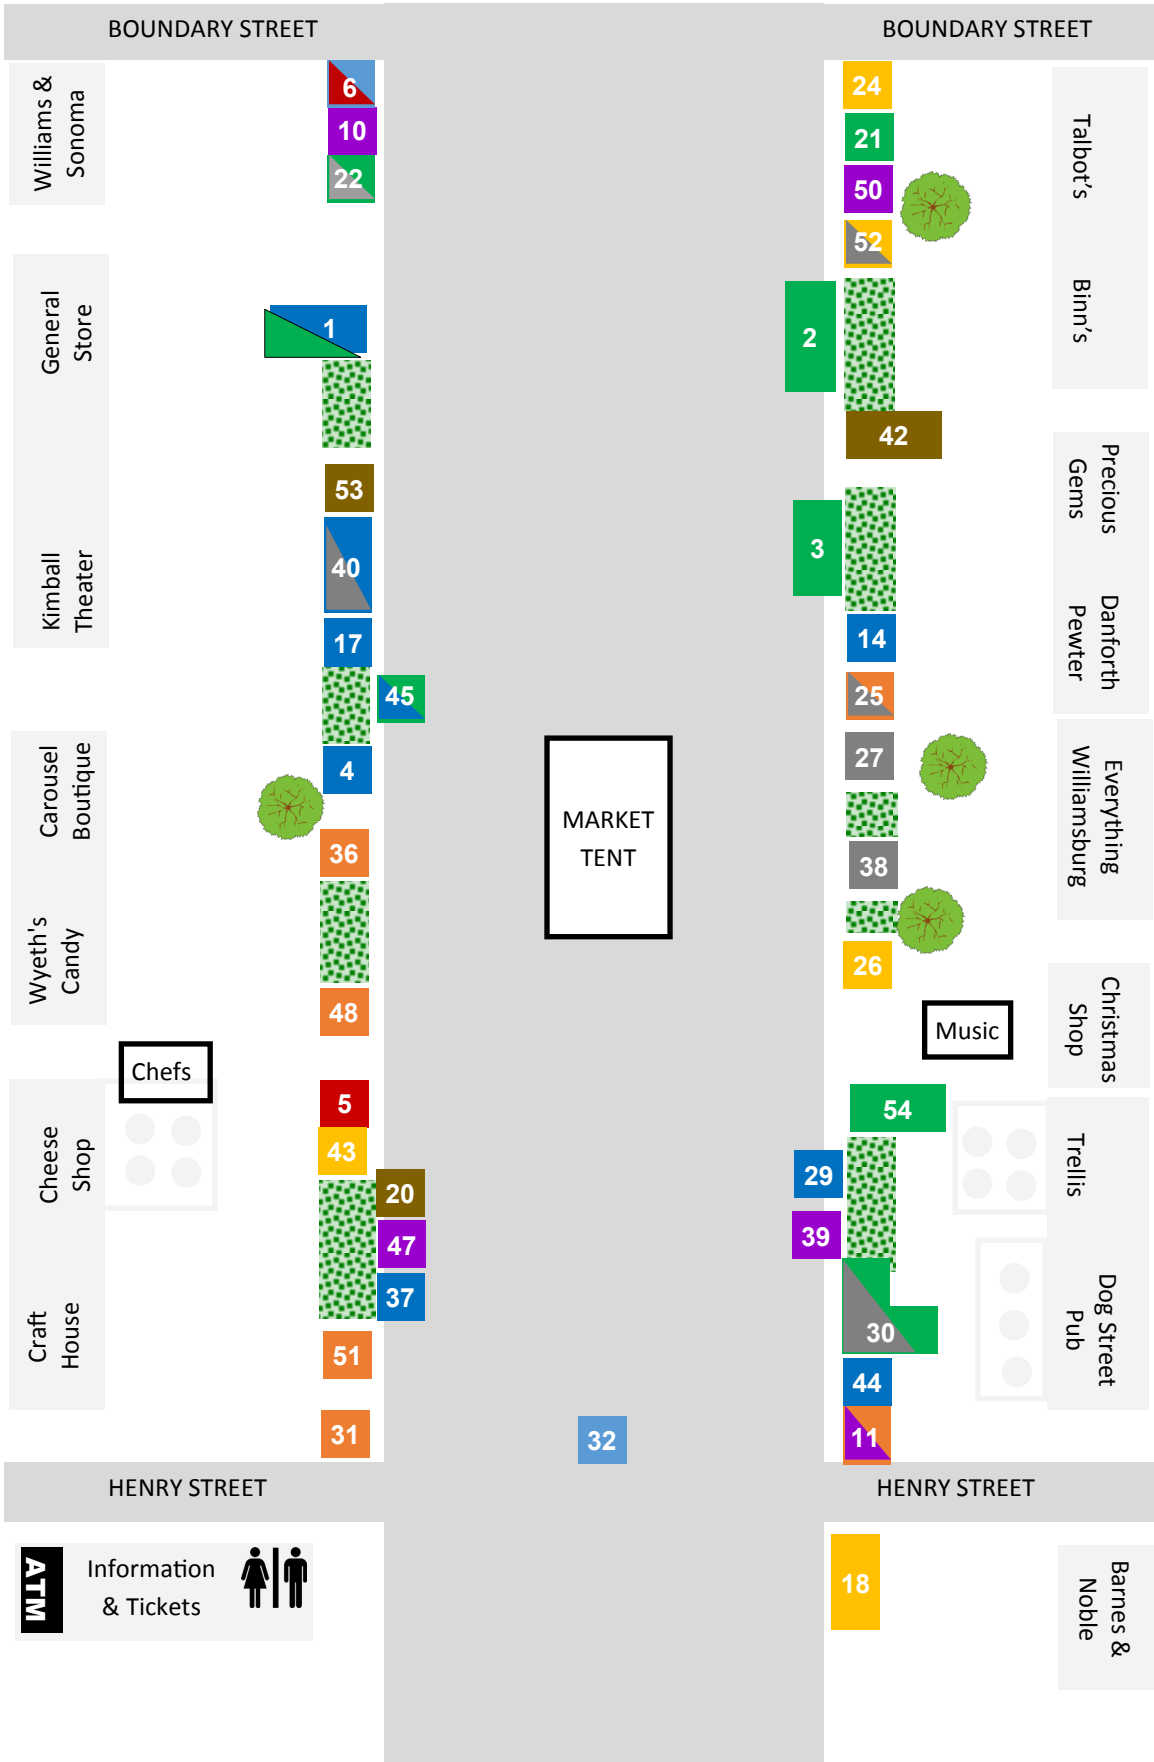 BOUNDARY STREET
BOUNDARY STREET
Williams &
Sonoma
6
10
22
General
Store
1
53
Kimball
Theater
40
17
45
Carousel
Boutique
4
36
Wyeth's
Candy
48
Chefs
5
Cheese
Shop
43
20
47
37
Craft
House
51
31
MARKET
TENT
32
24
21
Talbot's
50
52
Binn's
2
42
Precious
Gems
3
Danforth
Pewter
14
25
27
Everything
Williamsburg
38
26
Christmas
Shop
Music
54
Trellis
29
39
Dog Street
Pub
30
44
11
HENRY STREET
HENRY STREET
ATM
Information
& Tickets
18
Barnes &
Noble